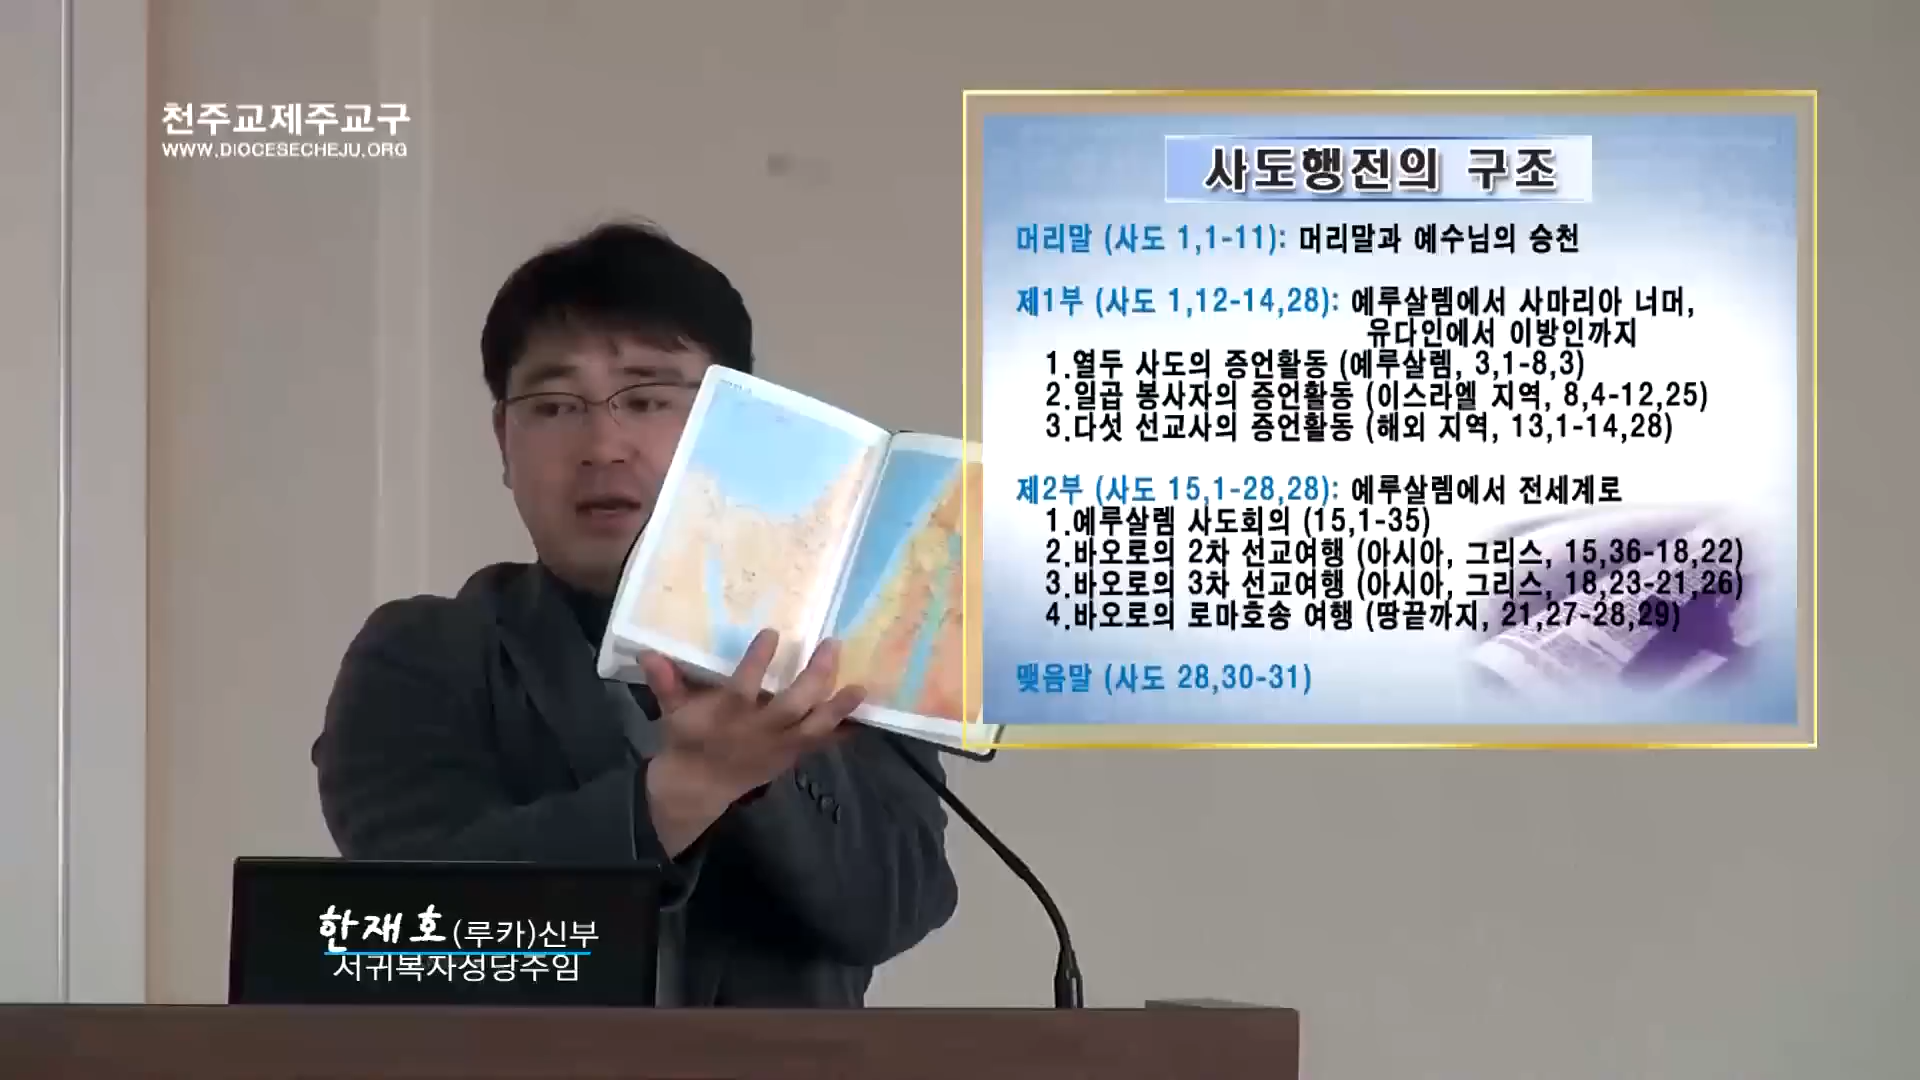 천주교제주교구
WWW.DIOCESECHEJU.ORG
사도행전의 구조
머리말 (사도 1,1-11): 머리말과 예수님의 승천
제1부 (사도 1,12-14,28): 예루살렘에서 사마리아 너머,
유다인에서 이방인까지
1.열두 사도의 증언활동 (예루살렘, 3,1-8,3)
2.일곱 봉사자의 증언활동 (이스라엘 지역, 8,4-12,25)
3.다섯 선교사의 증언활동 (해외 지역, 13,1-14,28)
제2부 (사도 15,1-28,28): 예루살렘에서 전세계로
1.예루살렘 사도회의 (15,1-35)
2.바오로의 2차 선교여행 (아시아, 그리스, 15,36-18,22)
3.바오로의 3차 선교여행 (아시아, 그리스, 18,23-21,26)
4.바오로의 로마호송 여행 (땅끝까지, 21,27-28,29)
맺음말 (사도 28,30-31)
한재호(루카)신부
서귀복자성당주임